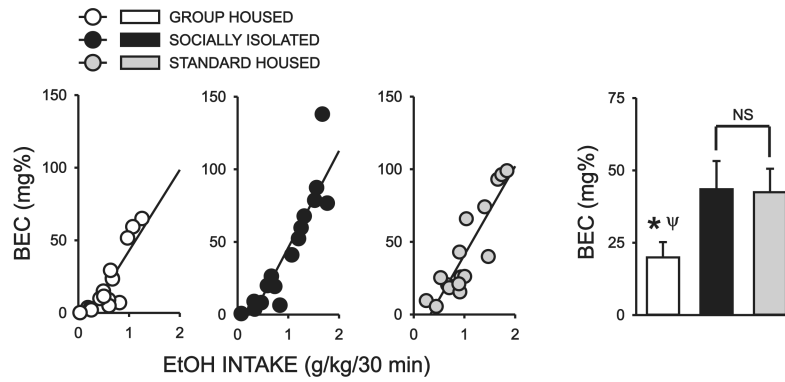 GROUP HOUSED
SOCIALLY ISOLATED
STANDARD HOUSED
BEC (mg%)
150
100
50
0
0 1 2
150
100
50
0
0 1 2
150
100
50
0
0 1 2
EtOH INTAKE (g/kg/30 min)
BEC (mg%)
75
50
25
0
NS
* ψ